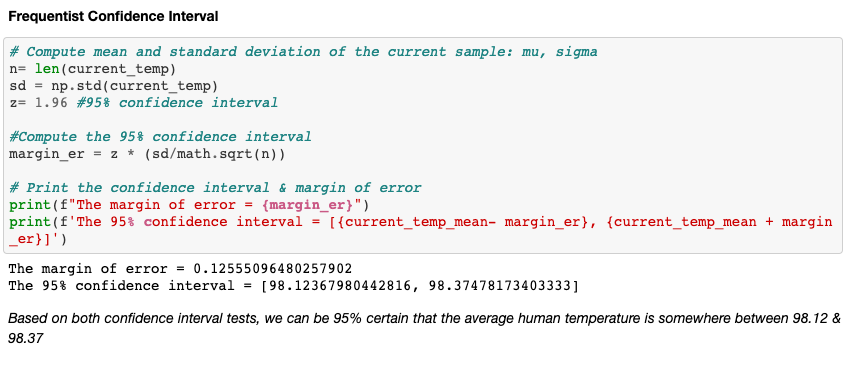 Frequentist Confidence Interval
# Compute mean and standard deviation of the current sample: mu, sigma
n= len(current_temp)
sd = np.std(current_temp)
z= 1.96 #95% confidence interval
#Compute the 95% confidence interval
margin_er = z * (sd/math.sqrt(n))
# Print the confidence interval & margin of error
print(f"The margin of error = {margin_er}")
print(f'The 95% confidence interval = [{current_temp_mean- margin_er}, {current_temp_mean + margin
_er}]')
The margin of error = 0.12555096480257902
The 95% confidence interval = [98.12367980442816, 98.37478173403333]
Based on both confidence interval tests, we can be 95% certain that the average human temperature is somewhere between 98.12 &
98.37